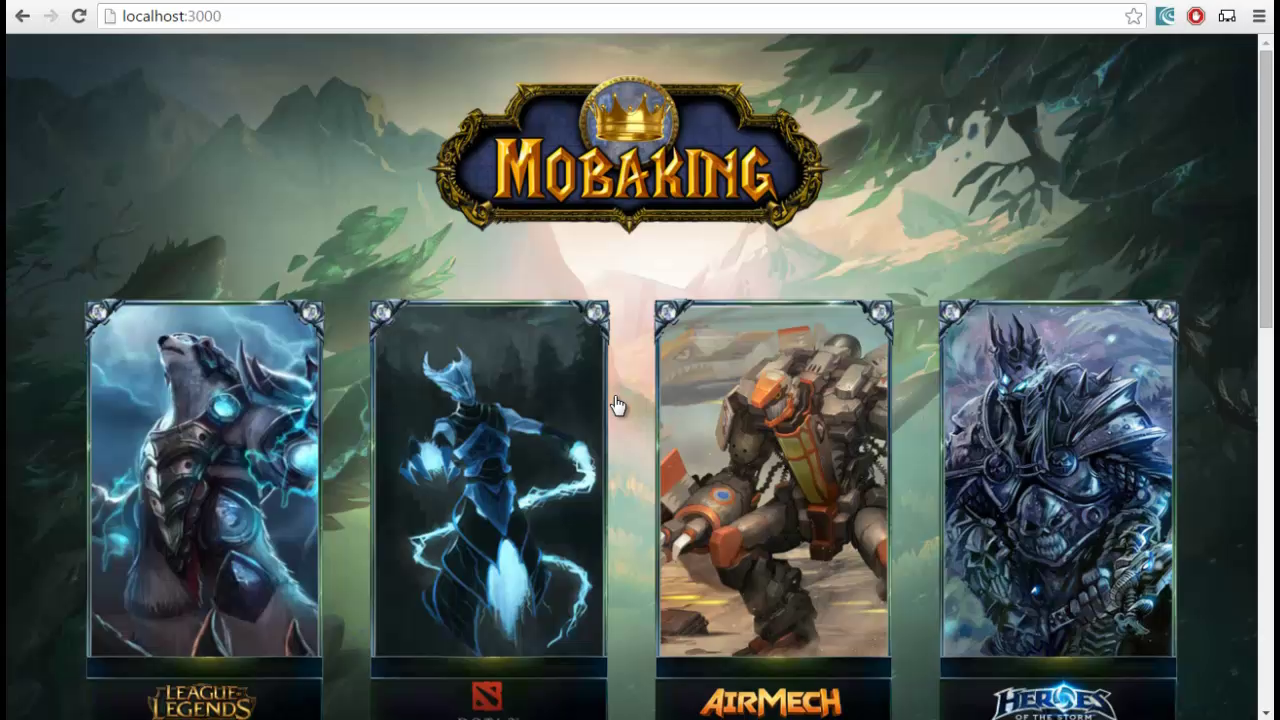 localhost:3000
MOBAKING
LEAGUE OF
LEGENDS
AIRMECH
HEROES
OF THE STORM